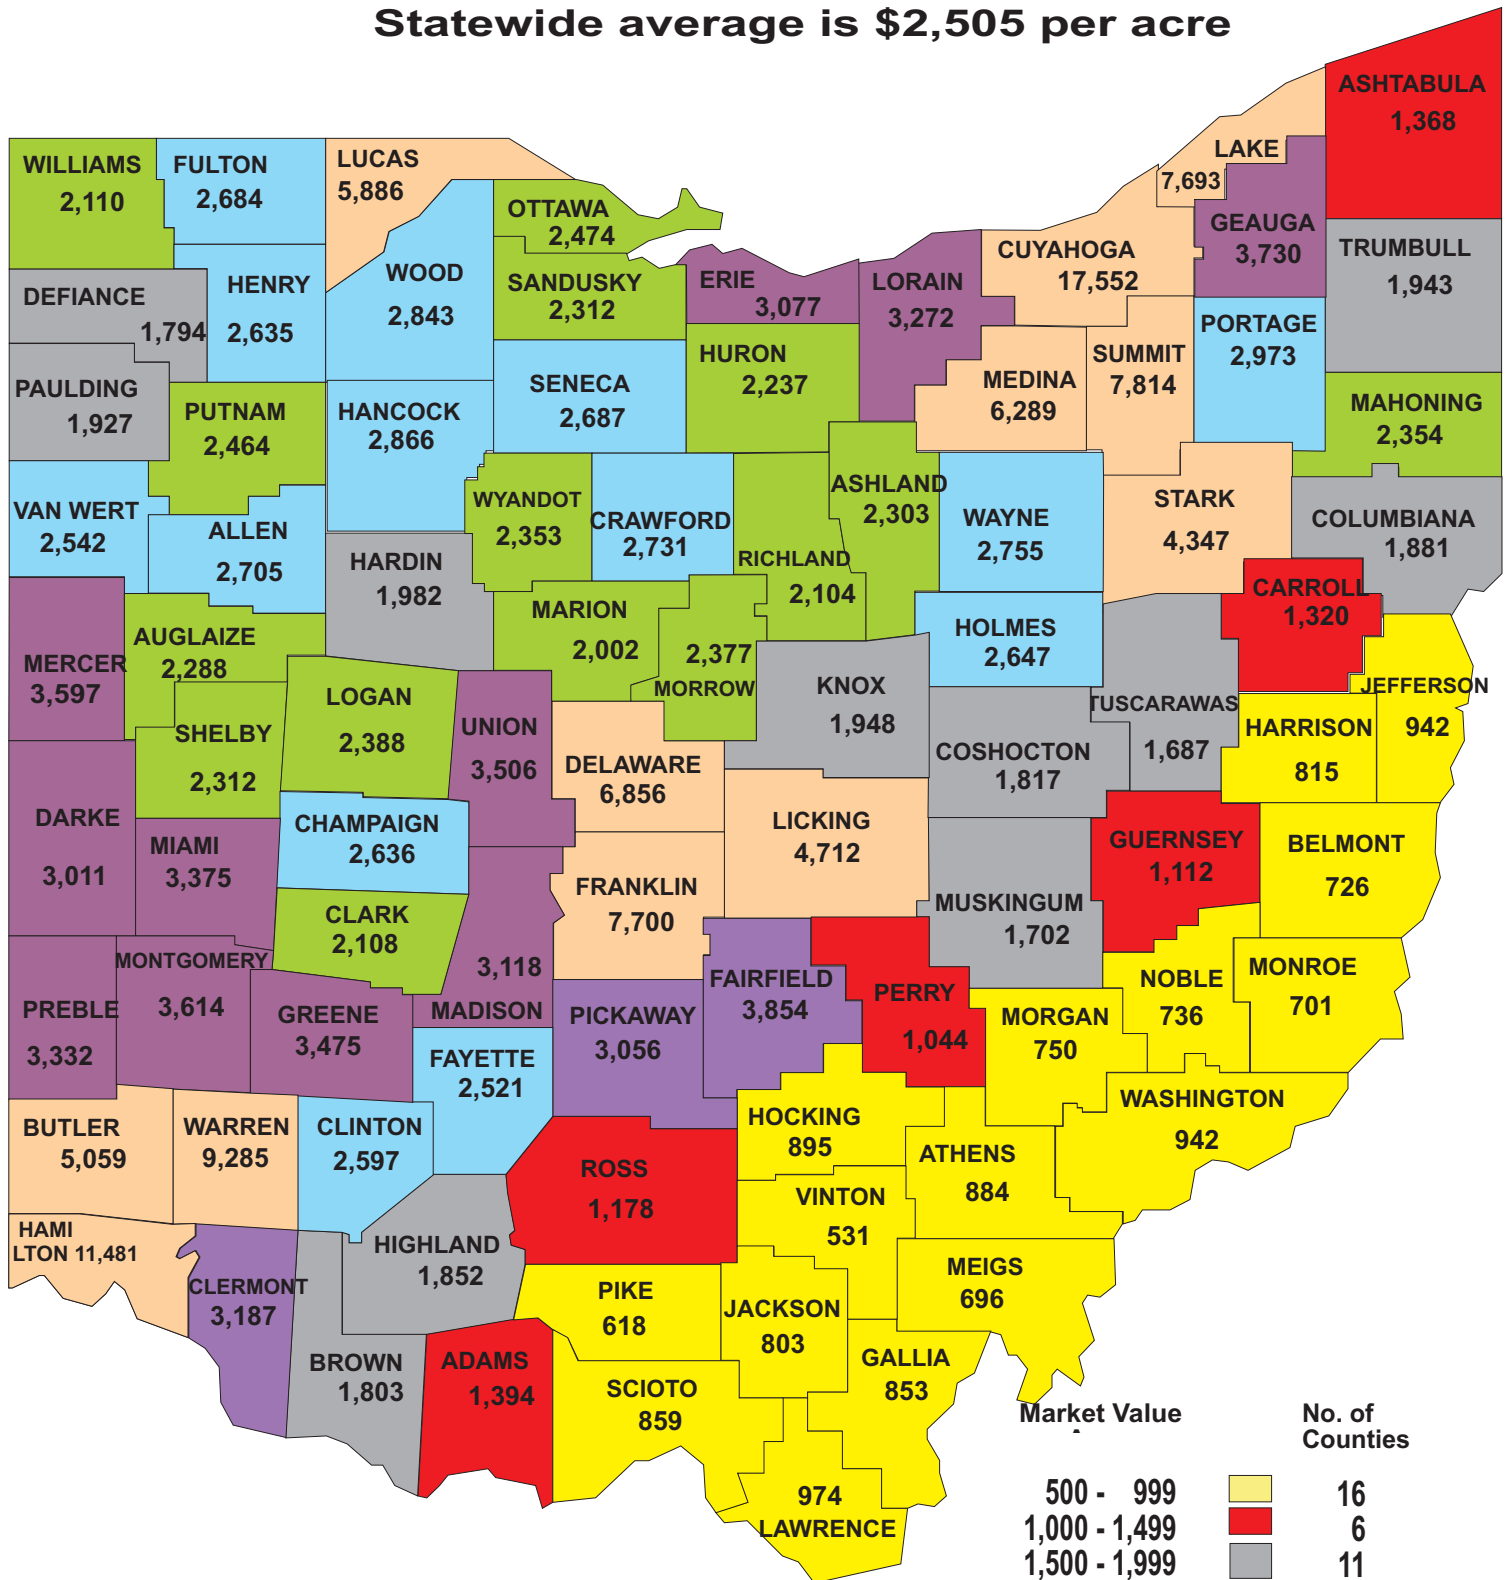 Statewide average is $2,505 per acre
ASHTABULA
1,368
LAKE
7,693
WILLIAMS
2,110
FULTON
2,684
LUCAS
5,886
OTTAWA
2,474
GEAUGA
3,730
CUYAHOGA
17,552
TRUMBULL
1,943
DEFIANCE
1,794
HENRY
2,635
WOOD
2,843
SANDUSKY
2,312
ERIE
3,077
LORAIN
3,272
PORTAGE
2,973
PAULDING
1,927
PUTNAM
2,464
HANCOCK
2,866
SENECA
2,687
HURON
2,237
MEDINA
6,289
SUMMIT
7,814
MAHONING
2,354
VAN WERT
2,542
ALLEN
2,705
HARDIN
1,982
WYANDOT
2,353
CRAWFORD
2,731
RICHLAND
2,104
ASHLAND
2,303
WAYNE
2,755
STARK
4,347
COLUMBIANA
1,881
CARROLL
1,320
MERCER
3,597
AUGLAIZE
2,288
MARION
2,002
2,377
MORROW
HOLMES
2,647
KNOX
1,948
TUSCARAWAS
1,687
JEFFERSON
942
HARRISON
815
SHELBY
2,312
LOGAN
2,388
UNION
3,506
DELAWARE
6,856
COSHOCTON
1,817
DARKE
3,011
MIAMI
3,375
CHAMPAIGN
2,636
LICKING
4,712
GUERNSEY
1,112
BELMONT
726
CLARK
2,108
FRANKLIN
7,700
MUSKINGUM
1,702
PREBLE
3,332
MONTGOMERY
3,614
GREENE
3,475
3,118
MADISON
PICKAWAY
3,056
FAIRFIELD
3,854
PERRY
1,044
MORGAN
750
NOBLE
736
MONROE
701
FAYETTE
2,521
BUTLER
5,059
WARREN
9,285
CLINTON
2,597
HOCKING
895
ATHENS
884
WASHINGTON
942
ROSS
1,178
VINTON
531
HAMI
LTON 11,481
CLERMONT
3,187
HIGHLAND
1,852
PIKE
618
JACKSON
803
MEIGS
696
BROWN
1,803
ADAMS
1,394
SCIOTO
859
GALLIA
853
974
LAWRENCE
Market Value
No. of
Counties
500 - 999 16
1,000 - 1,499 6
1,500 - 1,999 11